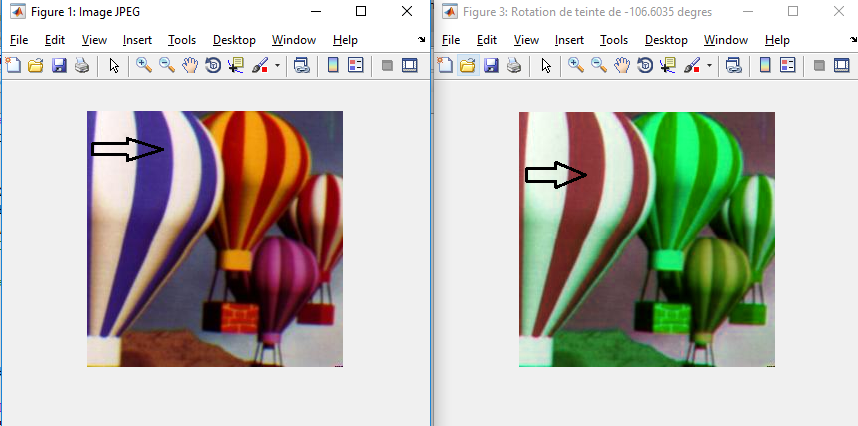 Figure 1: Image JPEG
File Edit View Insert Tools Desktop Window Help
Figure 3: Rotation de teinte de -106.6035 degres
File Edit View Insert Tools Desktop Window Help